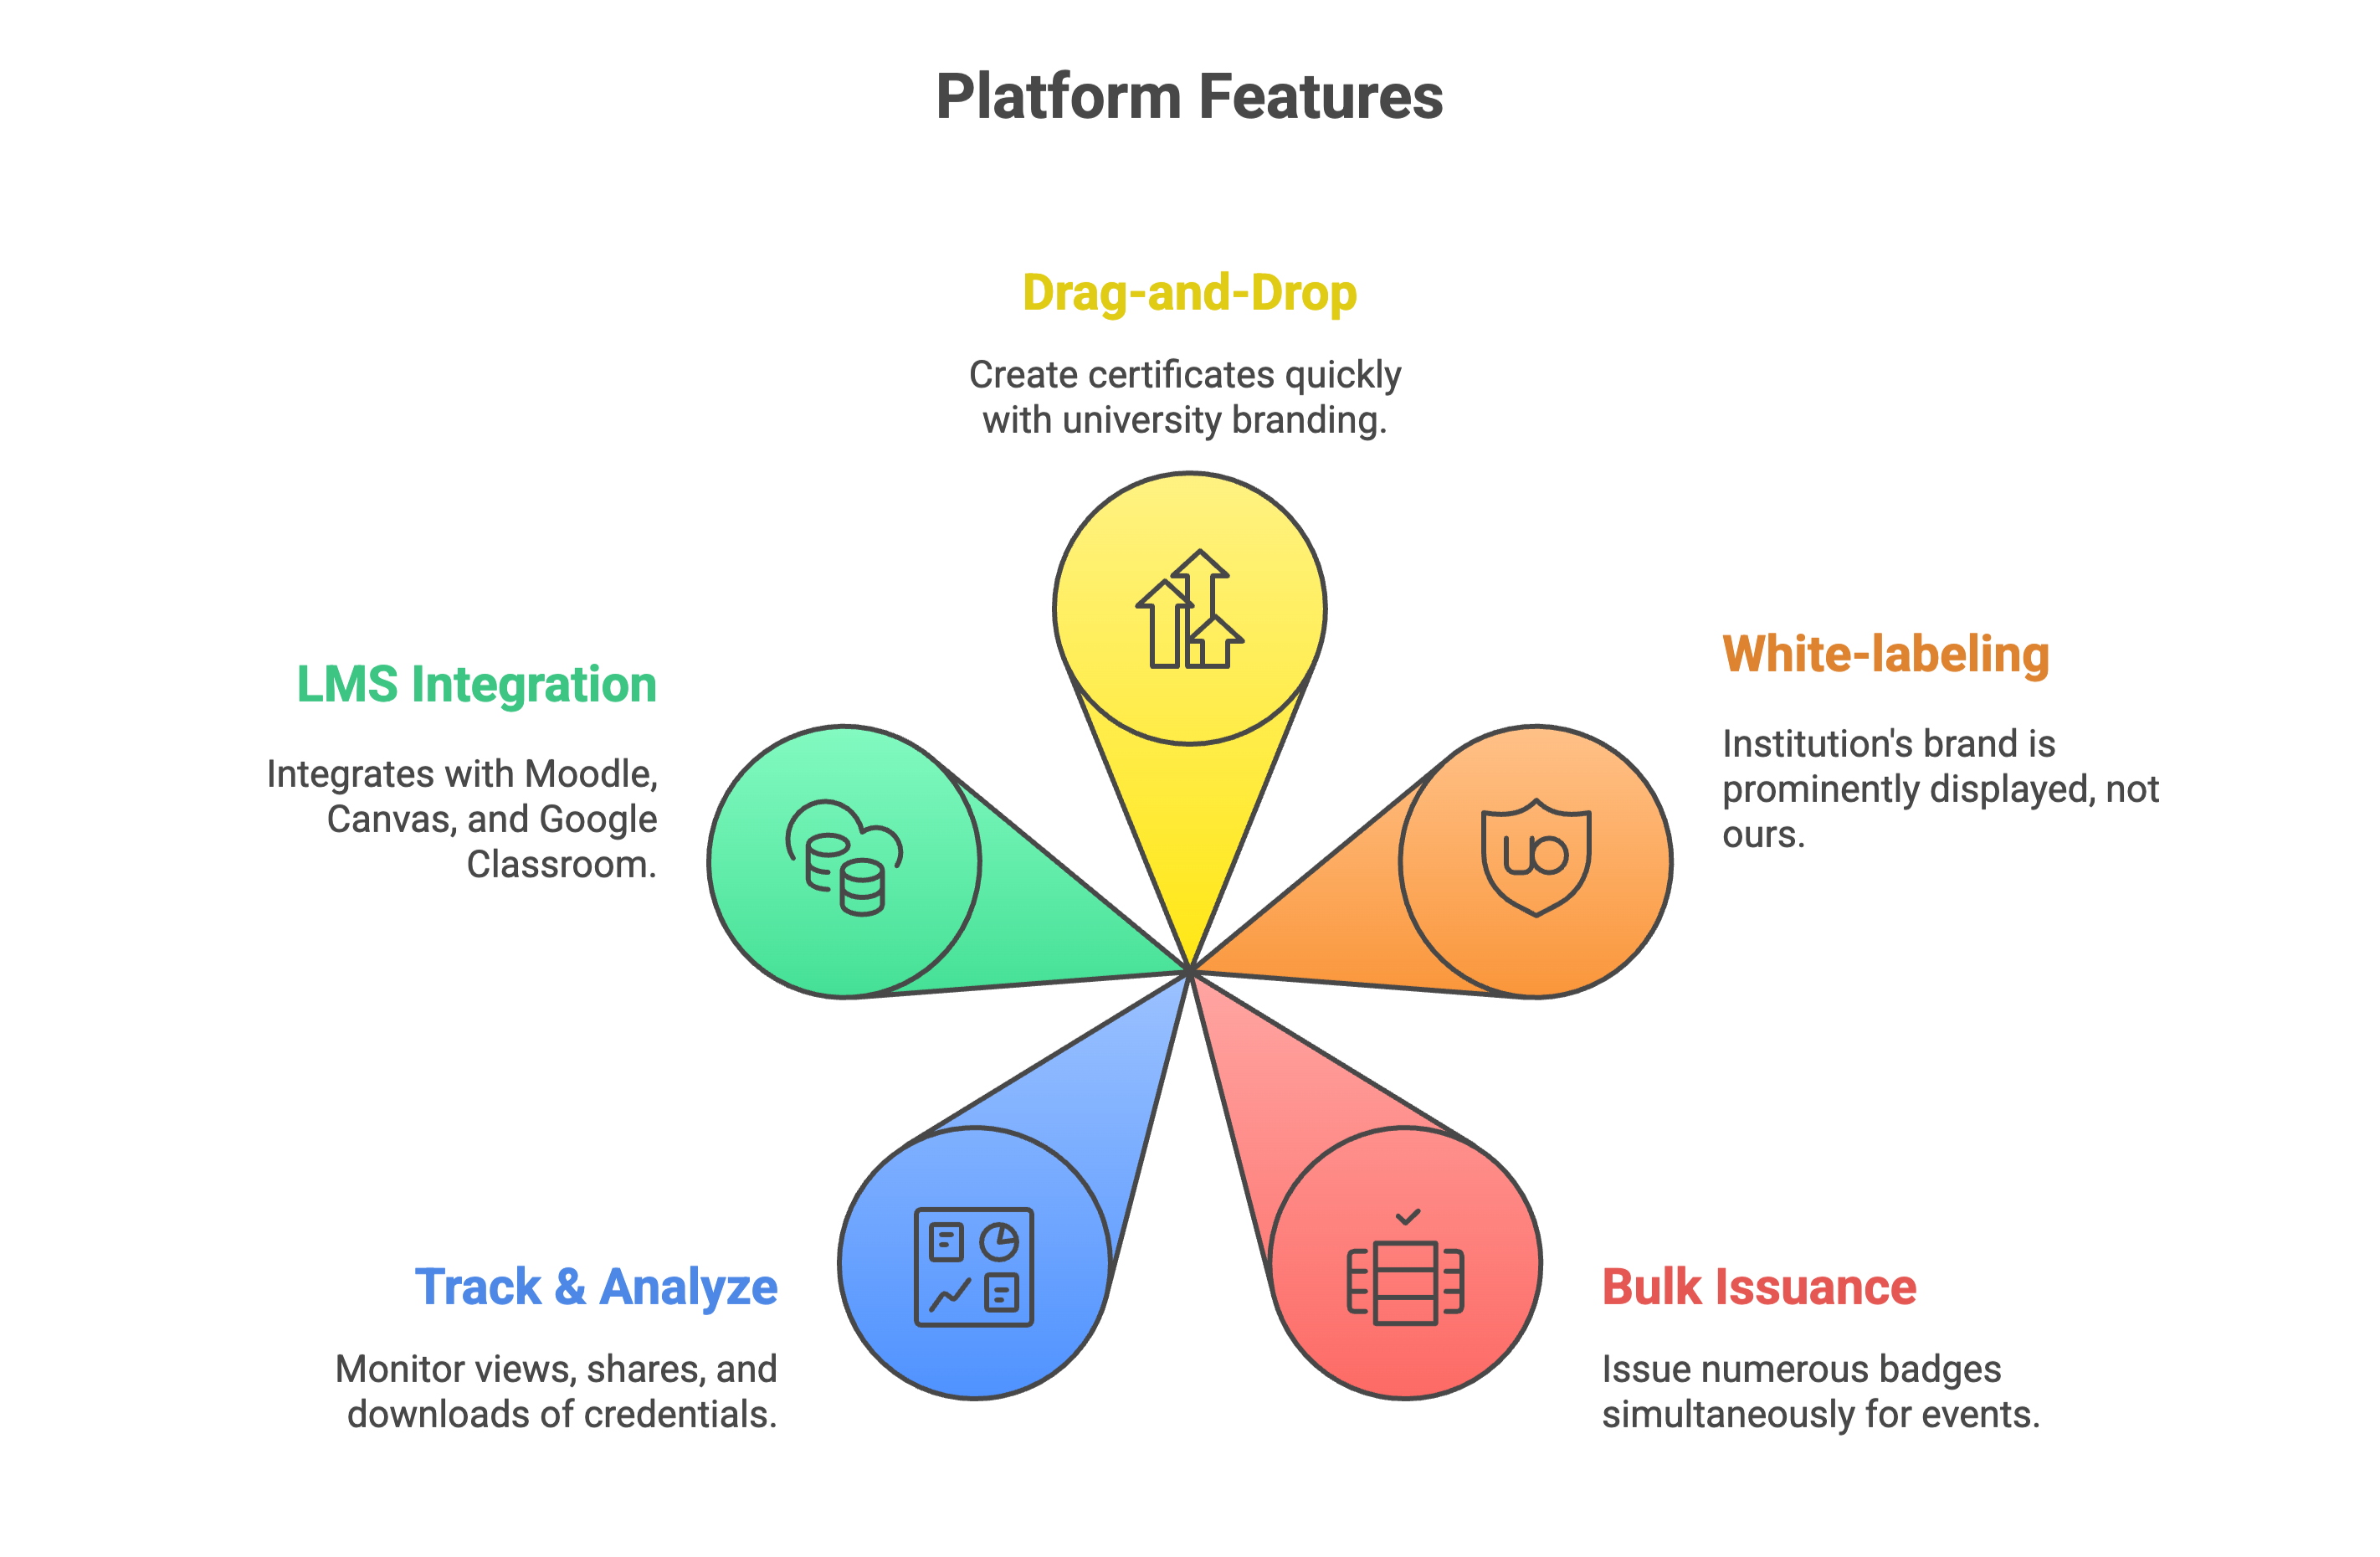 Platform Features
Drag-and-Drop
Create certificates quickly
with university branding.
White-labeling
Institution's brand is
prominently displayed, not
ours.
LMS Integration
Integrates with Moodle,
Canvas, and Google
Classroom.
Track & Analyze
Monitor views, shares, and
downloads of credentials.
Bulk Issuance
Issue numerous badges
simultaneously for events.